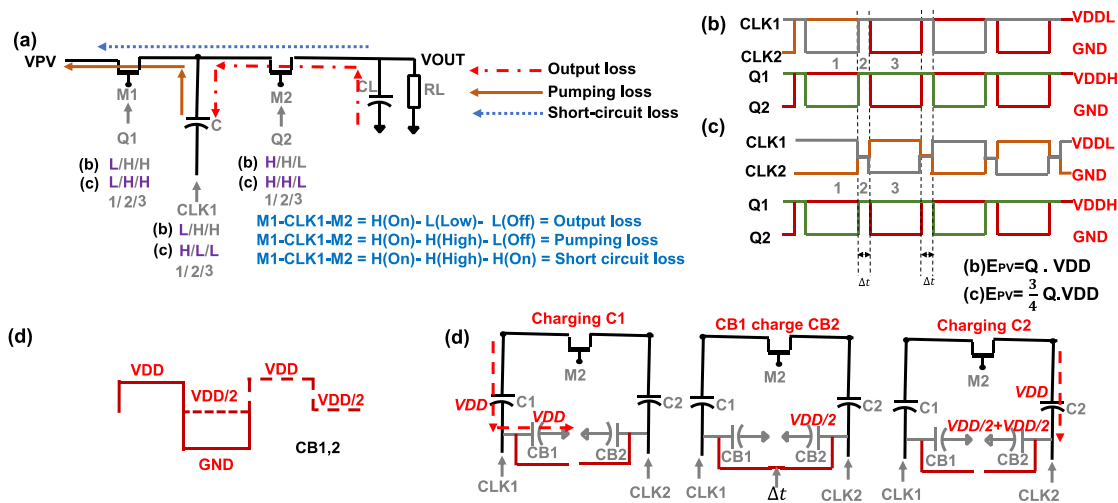 (a)
VPV
VOUT
M1
M2
C
CL
RL
Q1
Q2
Output loss
Pumping loss
Short-circuit loss
(b) L/H/H
(c) L/H/H
1/2/3
(b) H/H/L
(c) H/H/L
1/2/3
CLK1
(b) L/H/H
(c) H/L/L
1/2/3
M1-CLK1-M2 = H(On)- L(Low)- L(Off) = Output loss
M1-CLK1-M2 = H(On)- H(High)- L(Off) = Pumping loss
M1-CLK1-M2 = H(On)- H(High)- H(On) = Short circuit loss
(b)
CLK1
VDDL
CLK2
GND
1 2 3
Q1
VDDH
Q2
GND
(c)
CLK1
VDDL
CLK2
GND
1 2 3
Q1
VDDH
Q2
GND
Δt
Δt
(b)EPV=Q . VDD
(c)EPV= 3/4 Q.VDD
(d)
VDD
VDD/2
VDD
VDD/2
GND
CB1,2
(d)
Charging C1
M2
C1
C2
VDD
VDD
CB1
CB2
CLK1
CLK2
CB1 charge CB2
M2
C1
C2
VDD/2
CB1
CB2
CLK1
Δt
CLK2
Charging C2
M2
C1
VDD
C2
VDD/2+VDD/2
CB1
CB2
CLK1
CLK2